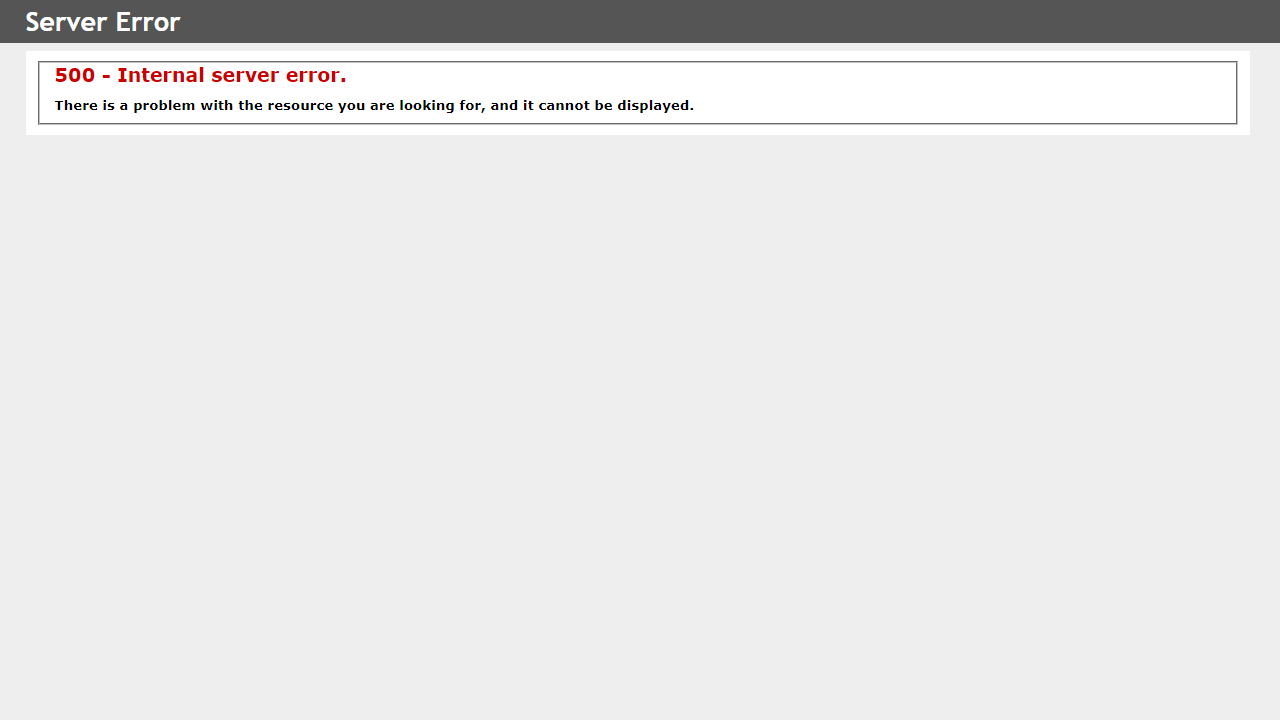 Server Error
500 - Internal server error.
There is a problem with the resource you are looking for, and it cannot be displayed.